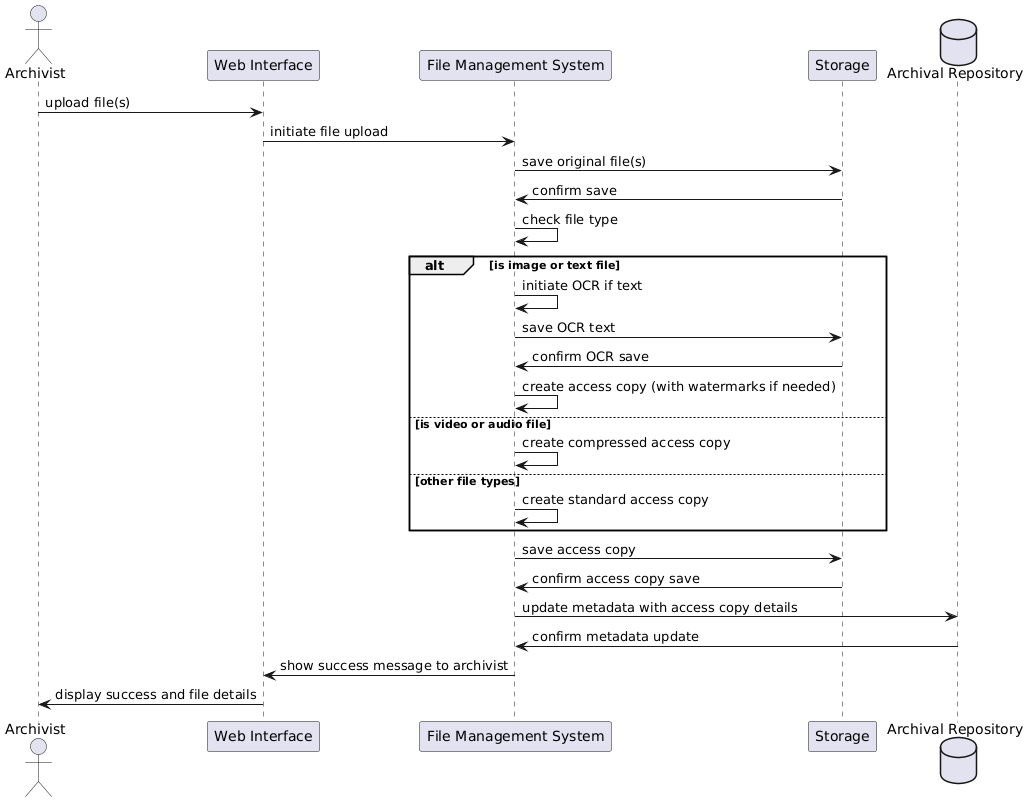 Archivist
Web Interface
File Management System
Storage
Archival Repository
upload file(s)
initiate file upload
save original file(s)
confirm save
check file type
alt [is image or text file]
initiate OCR if text
save OCR text
confirm OCR save
create access copy (with watermarks if needed)
[is video or audio file]
create compressed access copy
[other file types]
create standard access copy
save access copy
confirm access copy save
update metadata with access copy details
confirm metadata update
show success message to archivist
display success and file details
Archivist
Web Interface
File Management System
Storage
Archival Repository